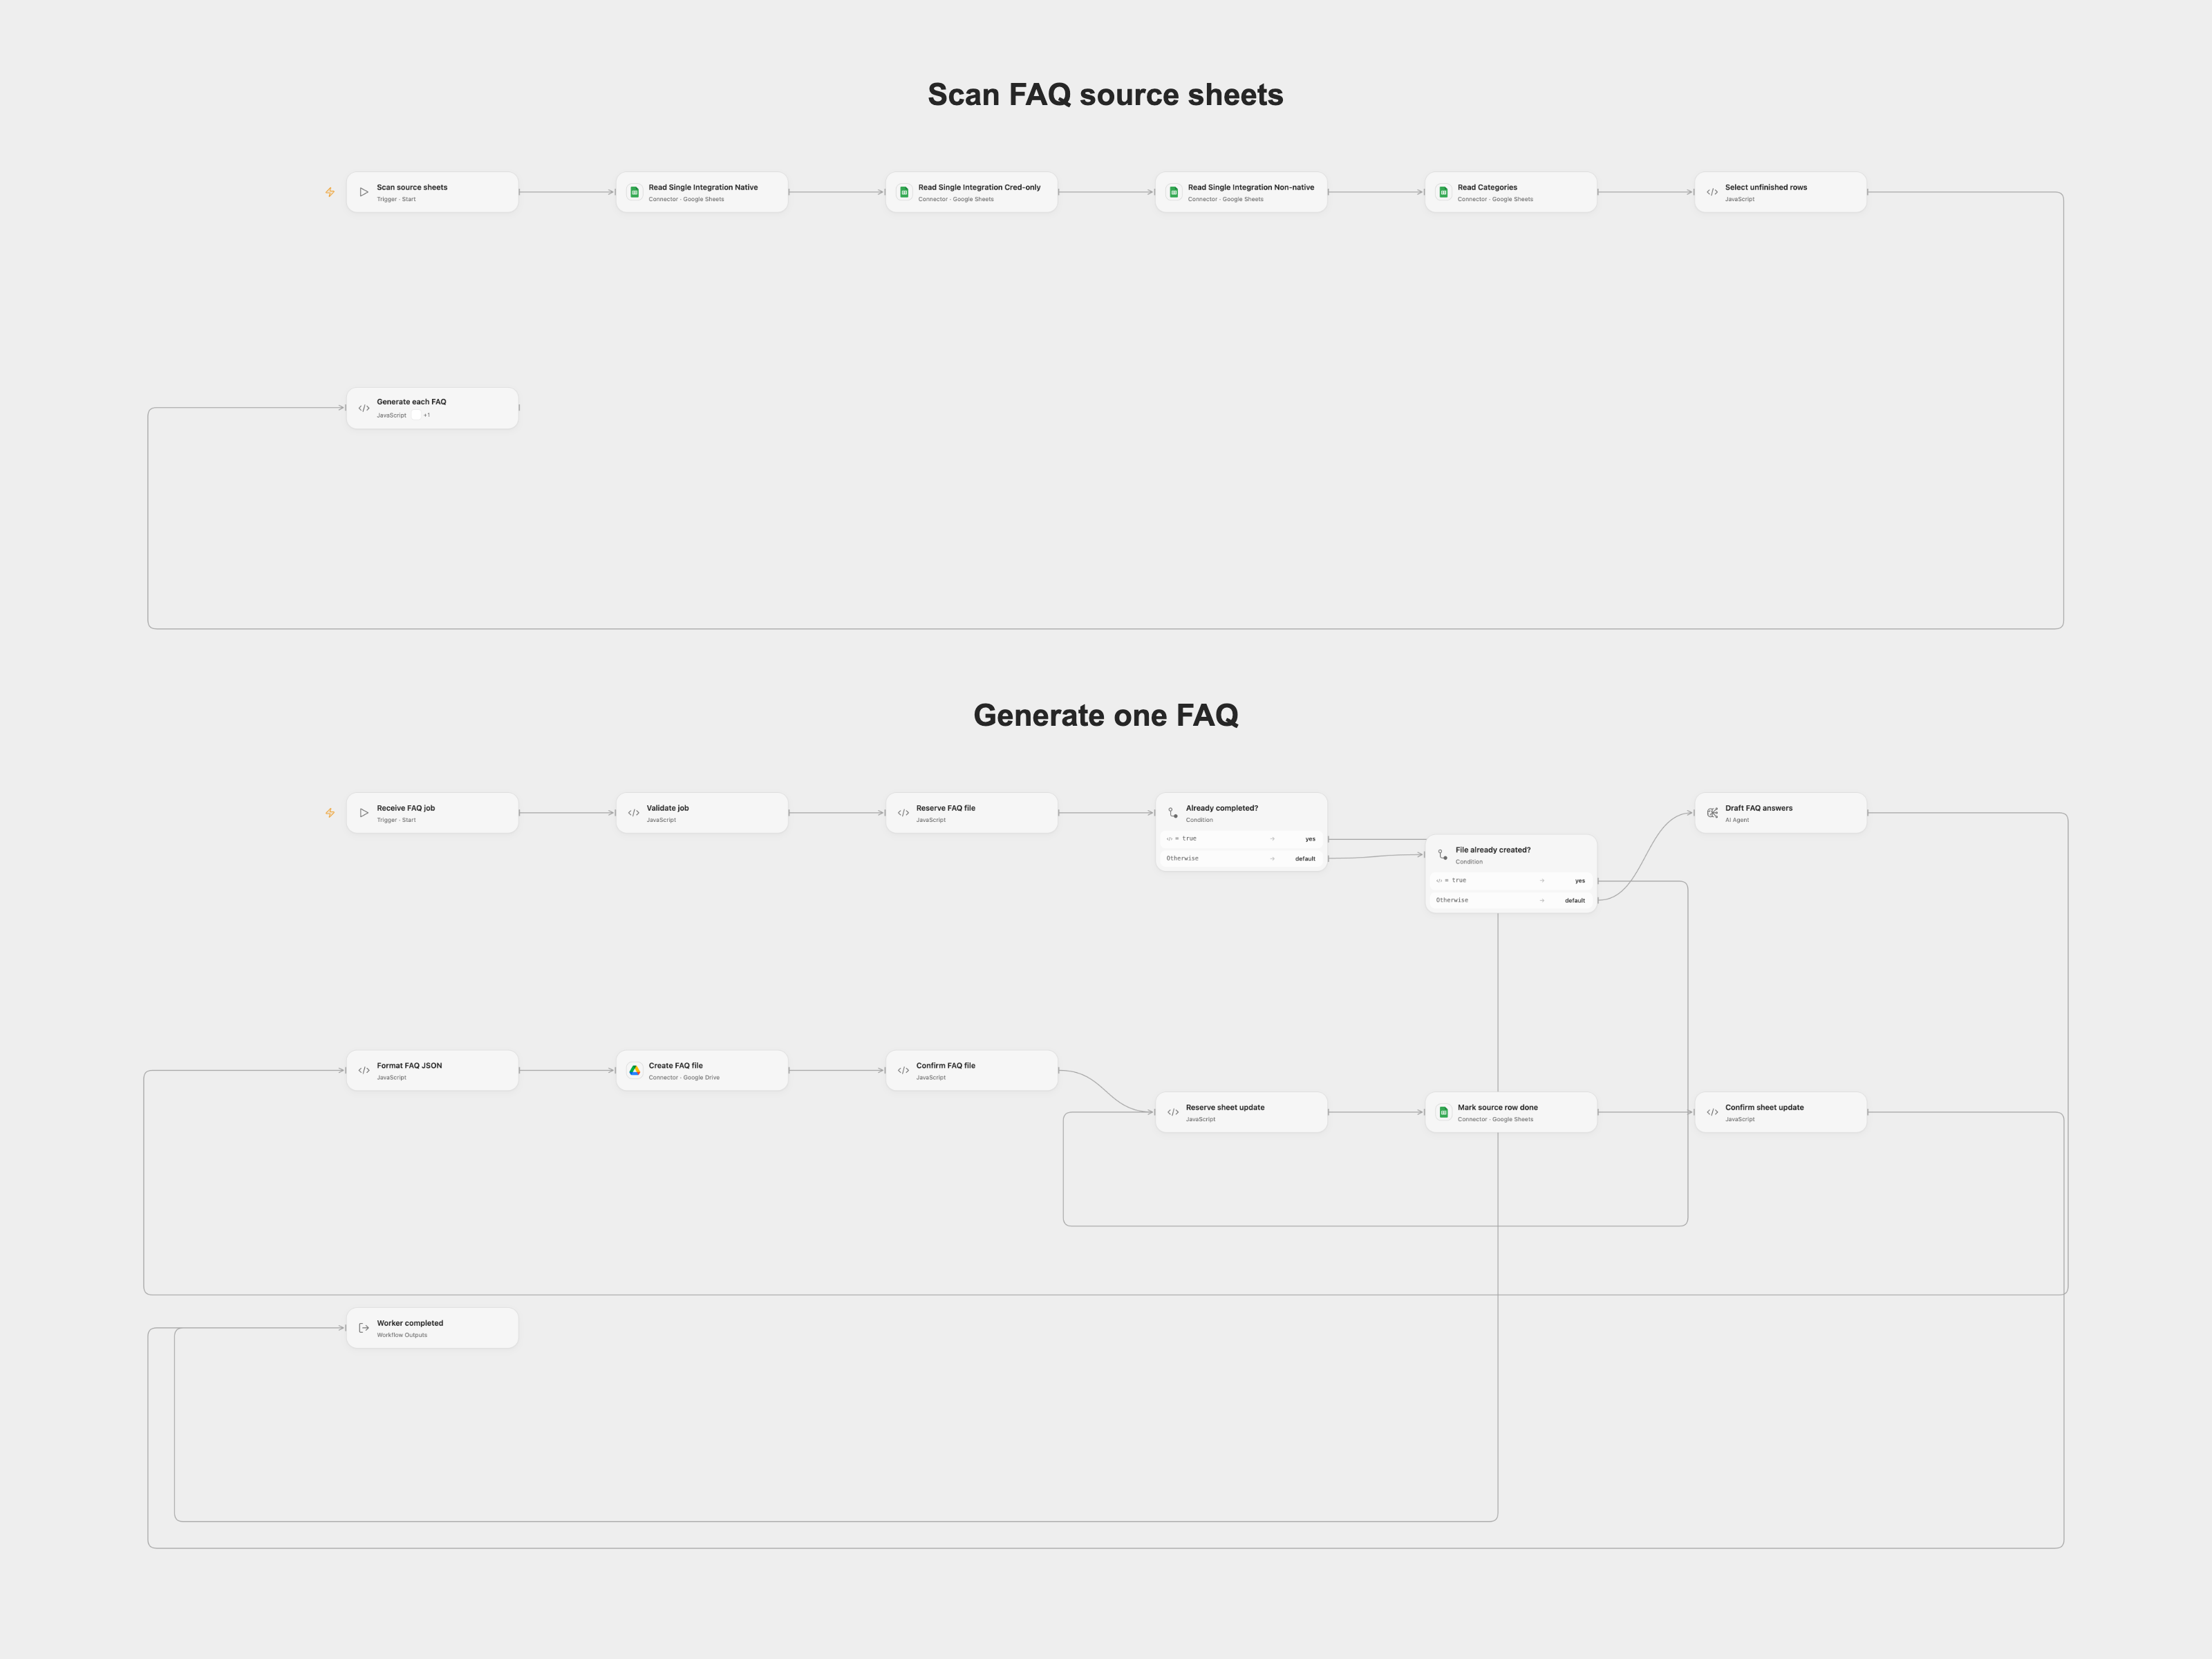 Scan FAQ source sheets
Scan source sheets
Trigger · Start
Read Single Integration Native
Connector · Google Sheets
Read Single Integration Cred-only
Connector · Google Sheets
Read Single Integration Non-native
Connector · Google Sheets
Read Categories
Connector · Google Sheets
Select unfinished rows
JavaScript
Generate each FAQ
JavaScript +1
Generate one FAQ
Receive FAQ job
Trigger · Start
Validate job
JavaScript
Reserve FAQ file
JavaScript
Already completed?
Condition
</> = true → yes
Otherwise → default
File already created?
Condition
</> = true → yes
Otherwise → default
Draft FAQ answers
AI Agent
Format FAQ JSON
JavaScript
Create FAQ file
Connector · Google Drive
Confirm FAQ file
JavaScript
Reserve sheet update
JavaScript
Mark source row done
Connector · Google Sheets
Confirm sheet update
JavaScript
Worker completed
Workflow Outputs